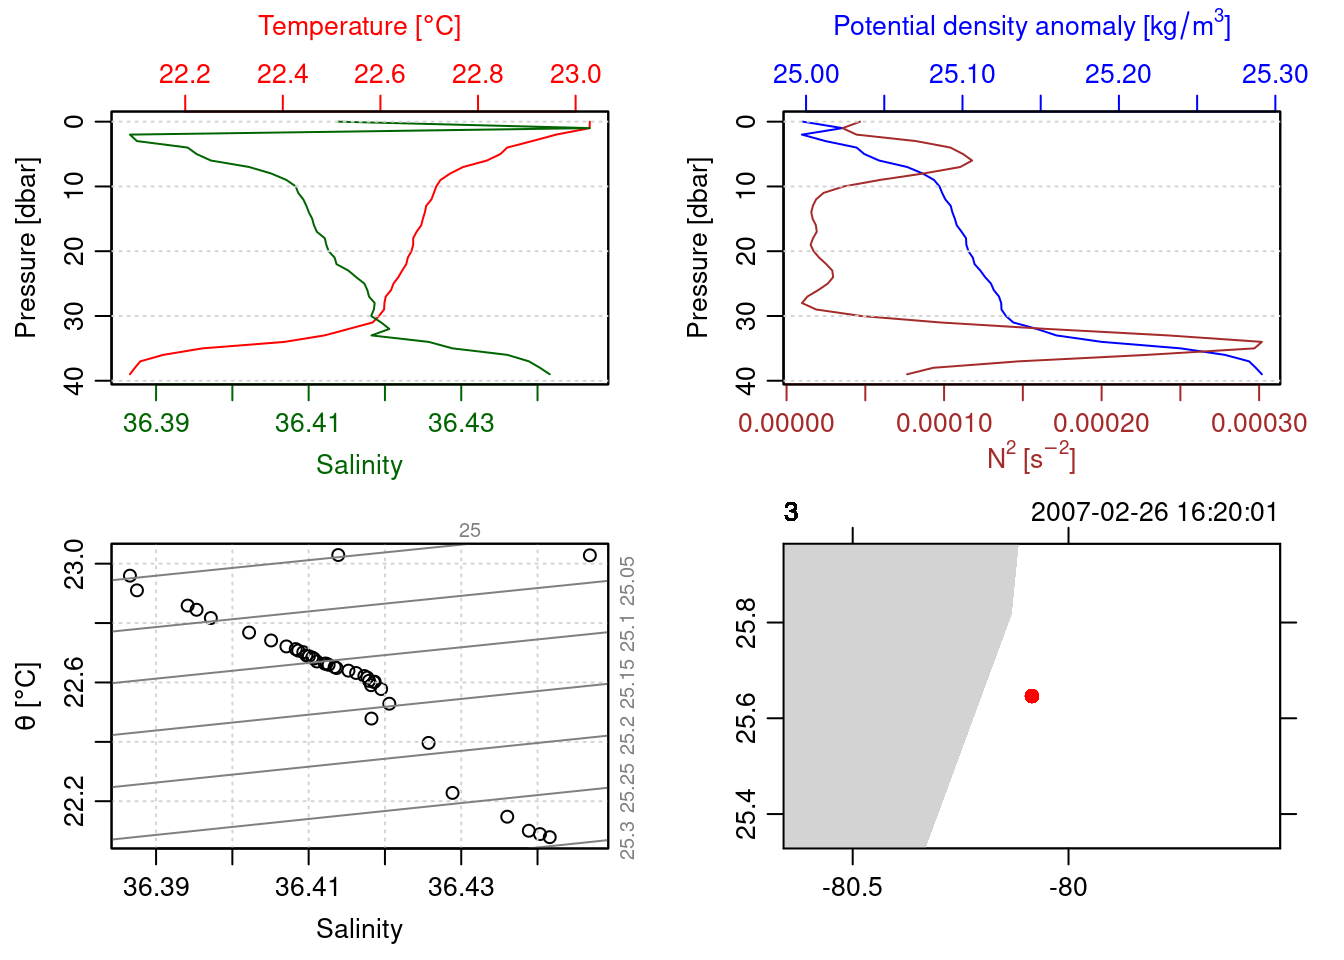 Temperature [°C]
22.2 22.4 22.6 22.8 23.0
Pressure [dbar]
0
10
20
30
40
36.39 36.41 36.43
Salinity
Potential density anomaly [kg/m³]
25.00 25.10 25.20 25.30
Pressure [dbar]
0
10
20
30
40
0.00000 0.00010 0.00020 0.00030
N² [s⁻²]
25
θ [°C]
23.0
22.6
22.2
25.05
25.1
25.15
25.2
25.25
25.3
36.39 36.41 36.43
Salinity
3 2007-02-26 16:20:01
25.8
25.6
25.4
-80.5 -80